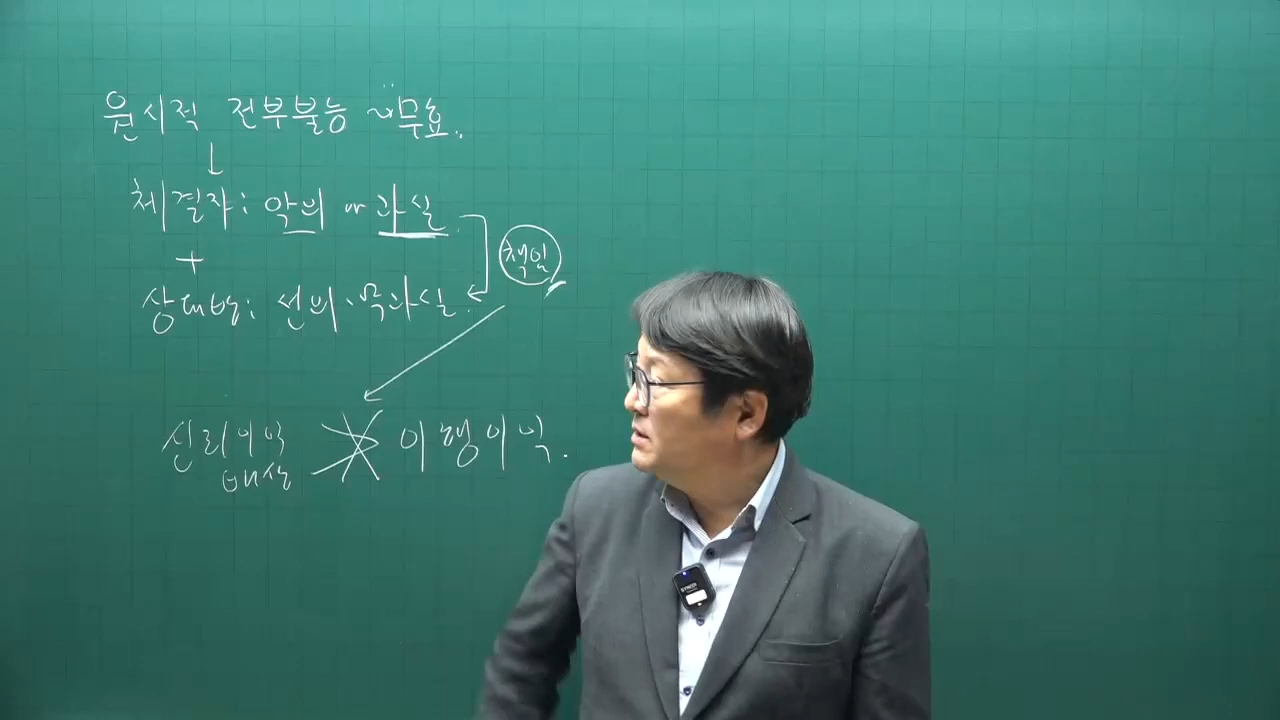 원시적 전부불능 → 무효.
↓
체결자: 악의 or 과실
+
책임
상대방: 선의·무과실.
신뢰이익 > 이행이익.
배상